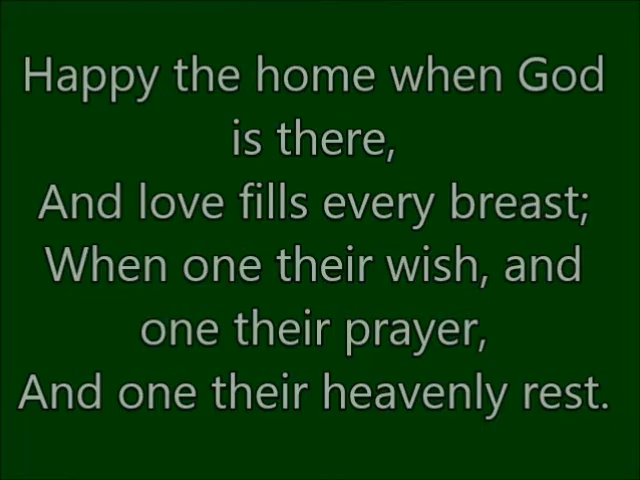 Happy the home when God
is there,
And love fills every breast;
When one their wish, and
one their prayer,
And one their heavenly rest.